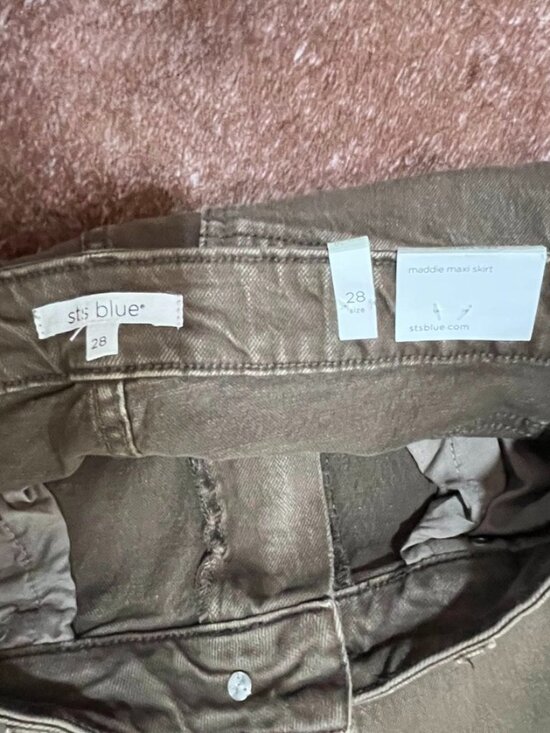 sts blue®
28
28
size
maddie maxi skirt
stsblue.com